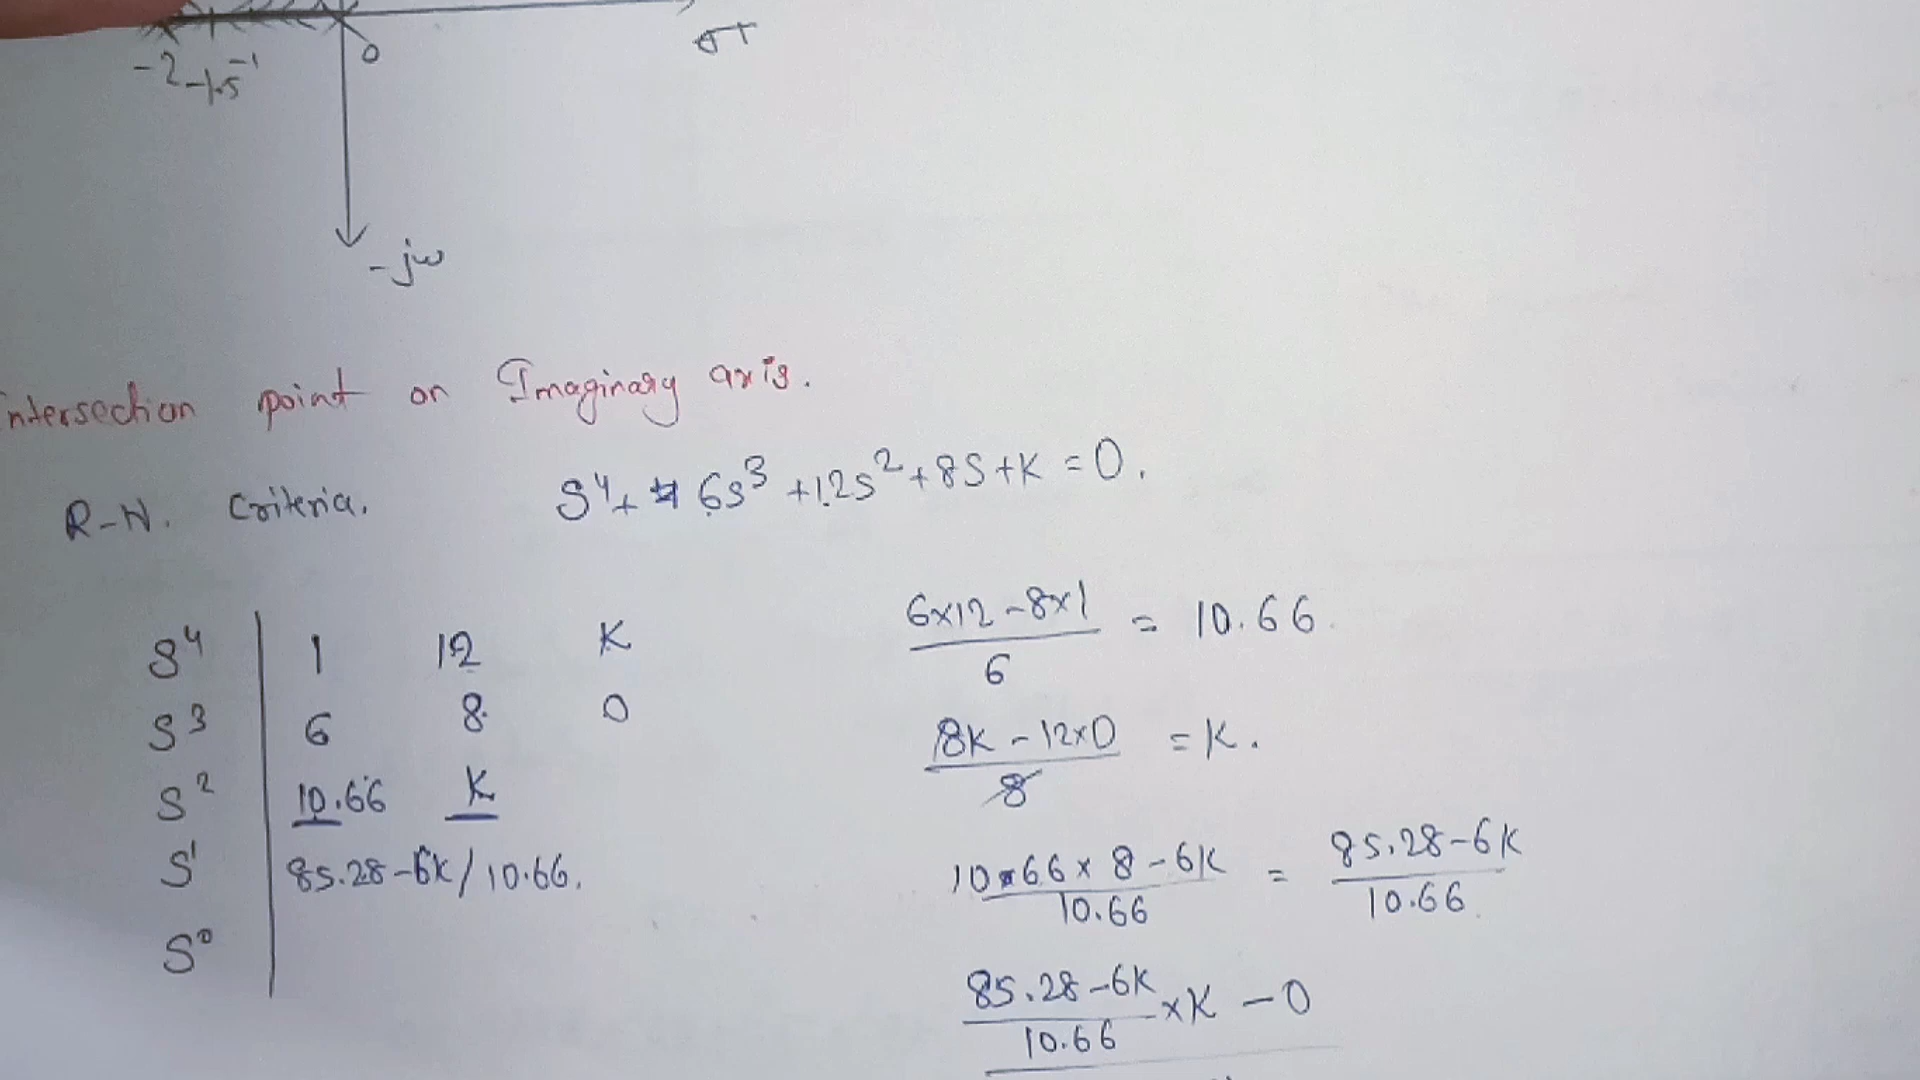 -2 -1.5 -1 0 σ+
-jω
intersection point on Imaginary axis.
R-H. Criteria. S⁴+ 6s³ +12s² +8S+K =0.
S⁴ 1 12 K
S³ 6 8 0
S² 10.66 K
S¹ 85.28-6K/10.66.
S⁰
6×12 -8×1 / 6 = 10.66
8K - 12×0 / 8 = K.
10.66 × 8 -6K / 10.66 = 85.28-6K / 10.66
85.28-6K / 10.66 ×K - 0